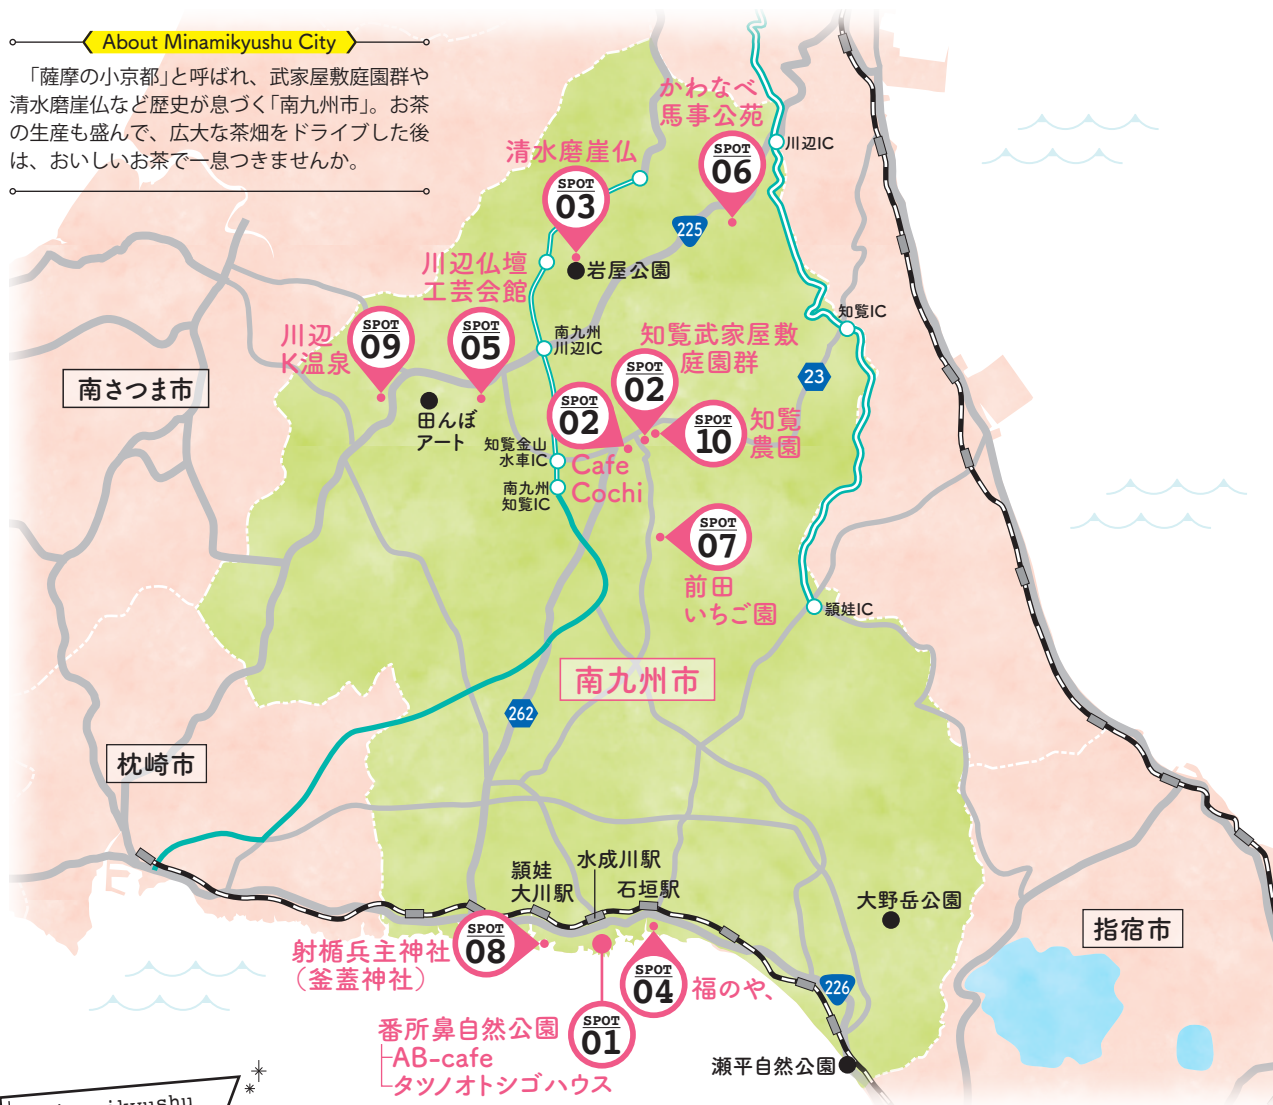 About Minamikyushu City
「薩摩の小京都」と呼ばれ、武家屋敷庭園群や
清水磨崖仏など歴史が息づく「南九州市」。お茶
の生産も盛んで、広大な茶畑をドライブした後
は、おいしいお茶で一息つきませんか。
かわなべ
馬事公苑
SPOT
06
川辺IC
清水磨崖仏
SPOT
03
225
岩屋公園
川辺仏壇
工芸会館
SPOT
05
川辺
K温泉
SPOT
09
南九州
川辺IC
知覧IC
知覧武家屋敷
庭園群
SPOT
02
23
南さつま市
田んぼ
アート
SPOT
02
Cafe
Cochi
SPOT
10
知覧
農園
知覧金山
水車IC
南九州
知覧IC
SPOT
07
前田
いちご園
頴娃IC
南九州市
262
枕崎市
頴娃
大川駅
水成川駅
石垣駅
大野岳公園
指宿市
射楯兵主神社
（釜蓋神社）
SPOT
08
SPOT
04
福のや、
226
番所鼻自然公園
AB-cafe
タツノオトシゴハウス
SPOT
01
瀬平自然公園